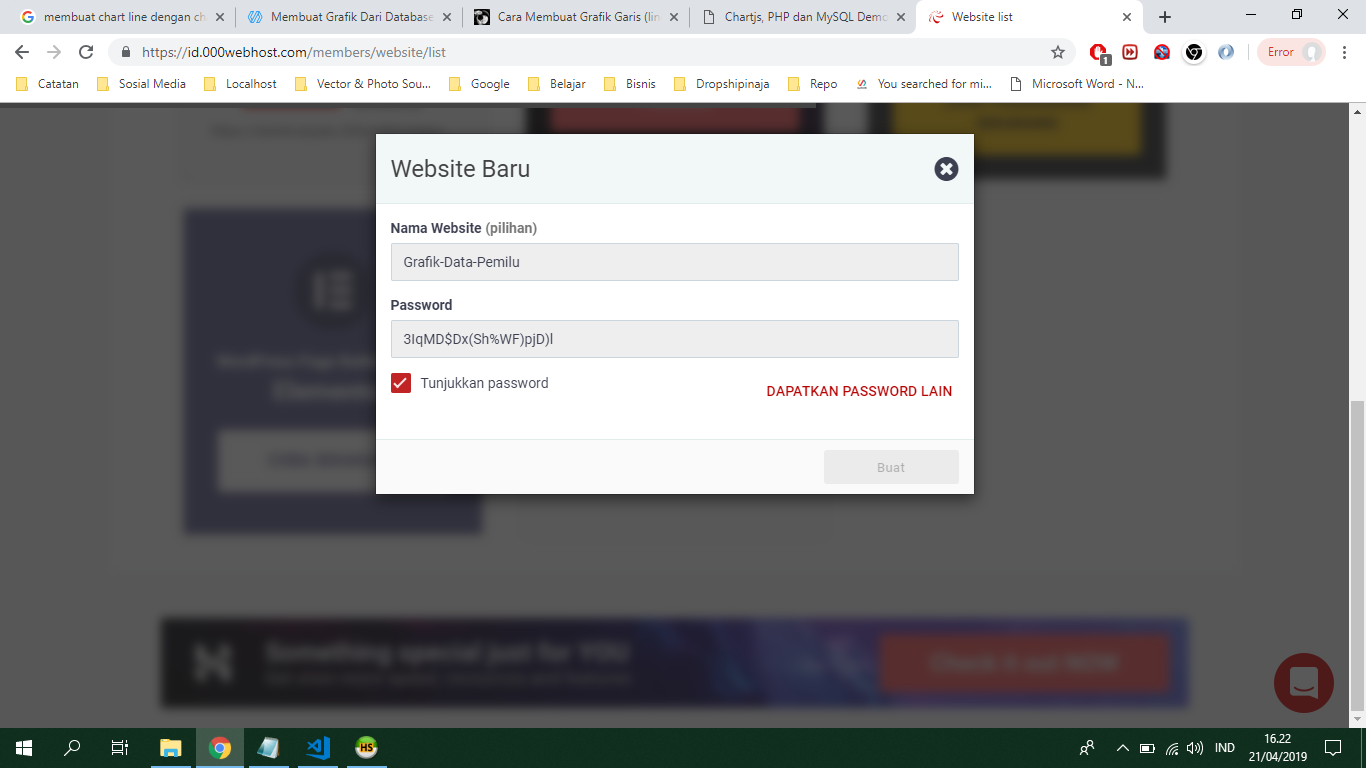 membuat chart line dengan ch
Membuat Grafik Dari Database
Cara Membuat Grafik Garis (lin
Chartjs, PHP dan MySQL Demo
Website list
https://id.000webhost.com/members/website/list
1
Error
Catatan
Sosial Media
Localhost
Vector & Photo Sou...
Google
Belajar
Bisnis
Dropshipinaja
Repo
You searched for mi...
Microsoft Word - N...
Website Baru
Nama Website (pilihan)
Grafik-Data-Pemilu
Password
3IqMD$Dx(Sh%WF)pjD)l
Tunjukkan password
DAPATKAN PASSWORD LAIN
Buat
Something special just for YOU
Check it out NOW
HS
IND
16.22
21/04/2019